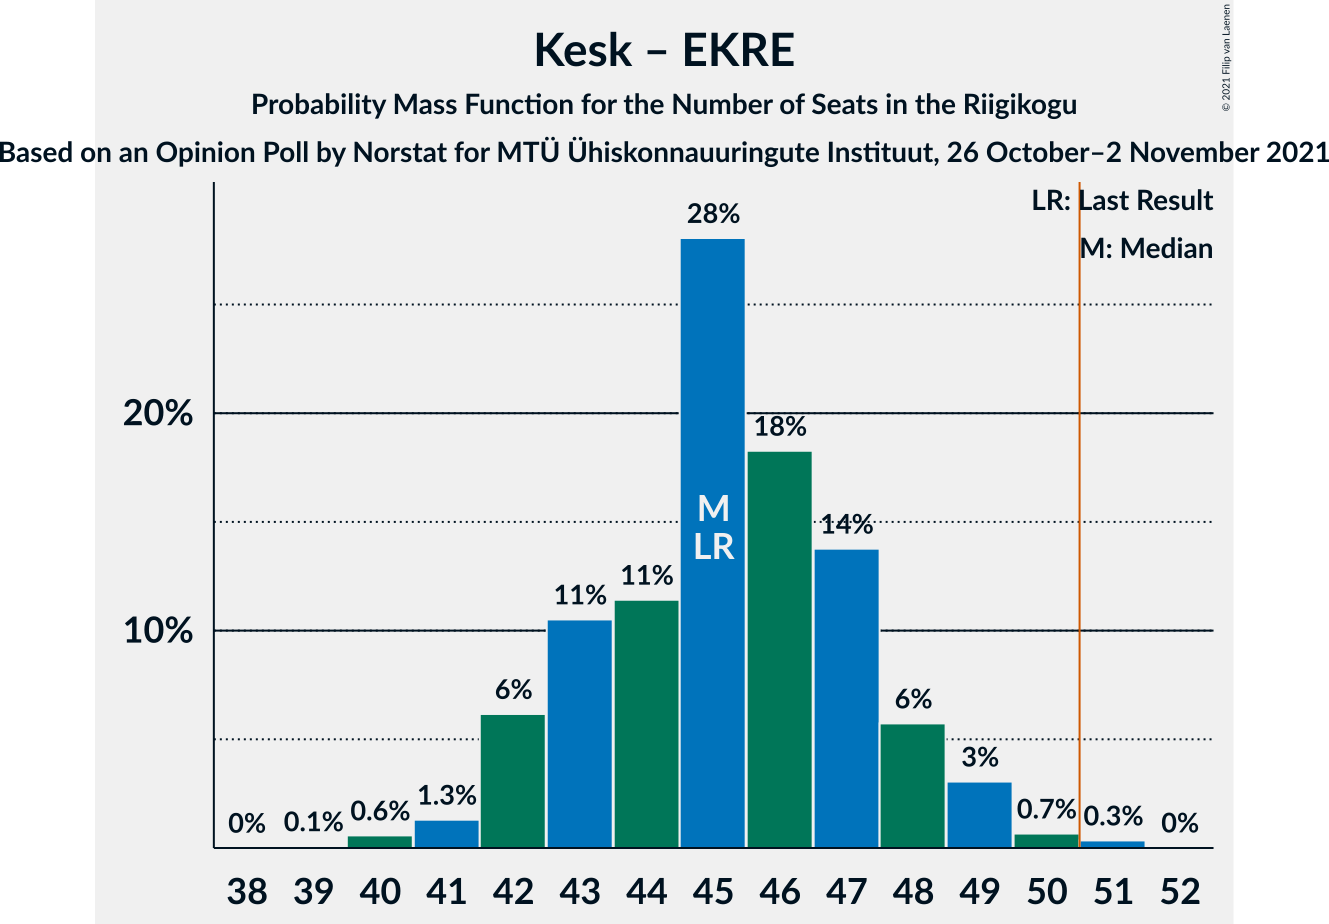 Kesk – EKRE
Probability Mass Function for the Number of Seats in the Riigikogu
Based on an Opinion Poll by Norstat for MTÜ Ühiskonnauuringute Instituut, 26 October–2 November 2021
© 2021 Filip van Laenen
LR: Last Result
M: Median
20%
10%
0%
0.1%
0.6%
1.3%
6%
11%
11%
28%
M
LR
18%
14%
6%
3%
0.7%
0.3%
0%
38 39 40 41 42 43 44 45 46 47 48 49 50 51 52